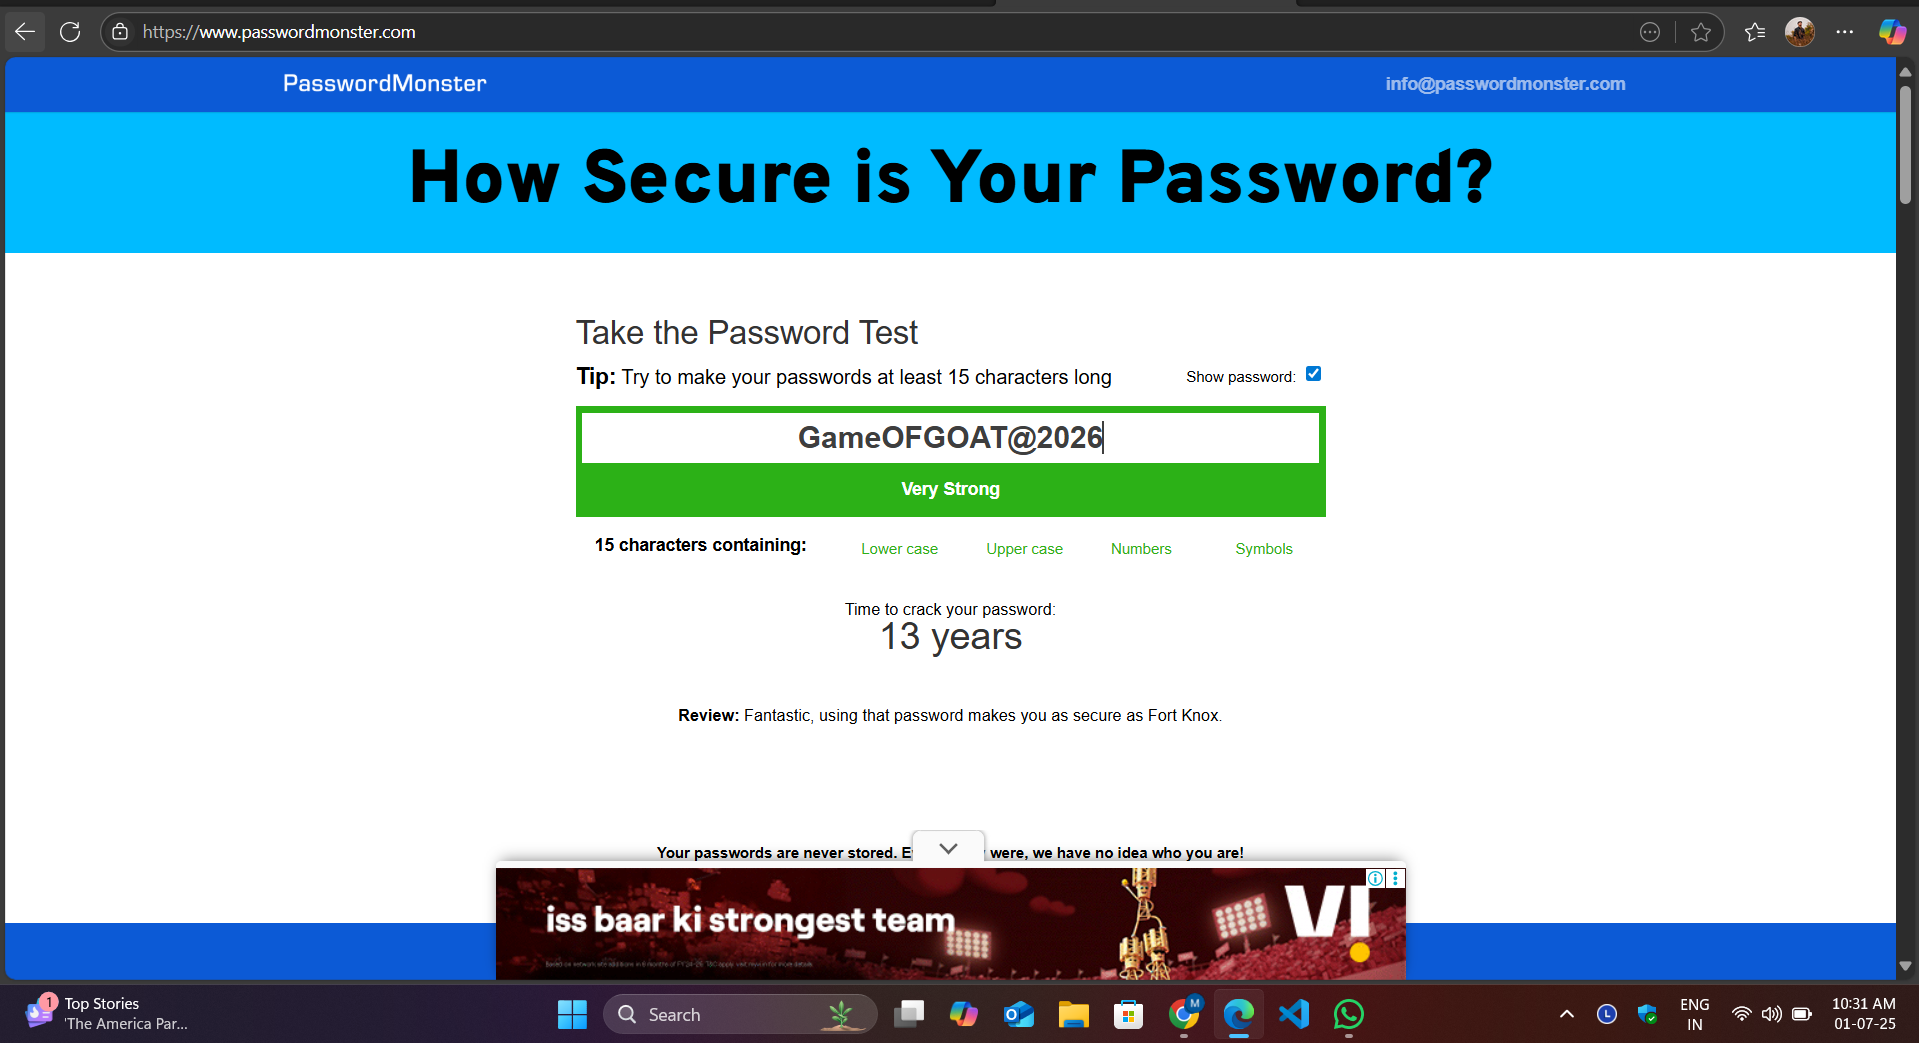 https://www.passwordmonster.com
PasswordMonster
info@passwordmonster.com
How Secure is Your Password?
Take the Password Test
Tip: Try to make your passwords at least 15 characters long
Show password:
GameOFGOAT@2026
Very Strong
15 characters containing:
Lower case
Upper case
Numbers
Symbols
Time to crack your password:
13 years
Review: Fantastic, using that password makes you as secure as Fort Knox.
Your passwords are never stored. E were, we have no idea who you are!
iss baar ki strongest team
VI
1
Top Stories
'The America Par...
Search
M
L
ENG
IN
10:31 AM
01-07-25